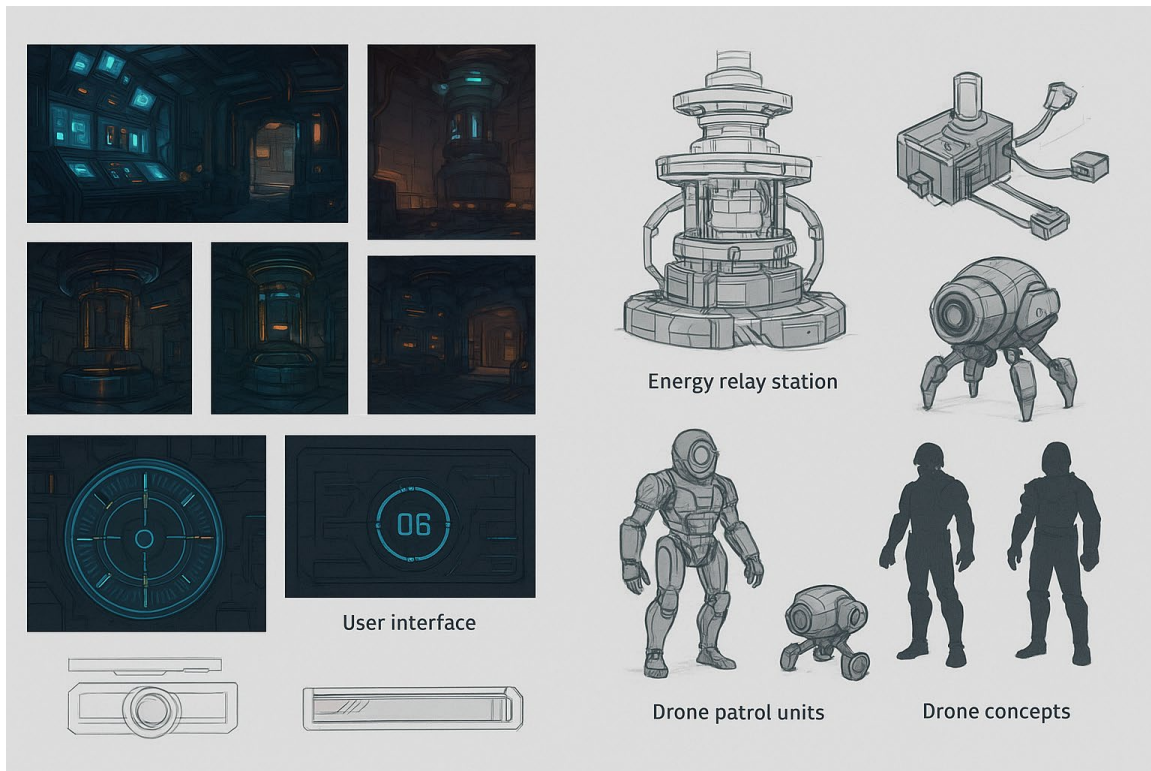 06
User interface
Energy relay station
Drone patrol units
Drone concepts